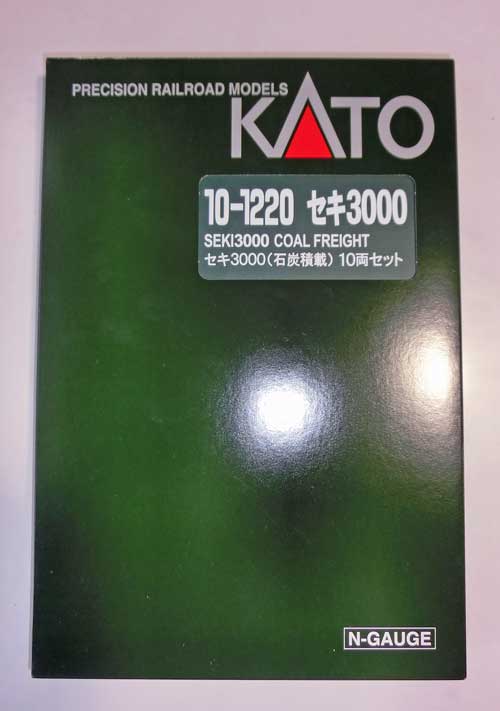 PRECISION RAILROAD MODELS
KATO
10-1220 セキ3000
SEKI3000 COAL FREIGHT
セキ3000(石炭積載) 10両セット
N-GAUGE